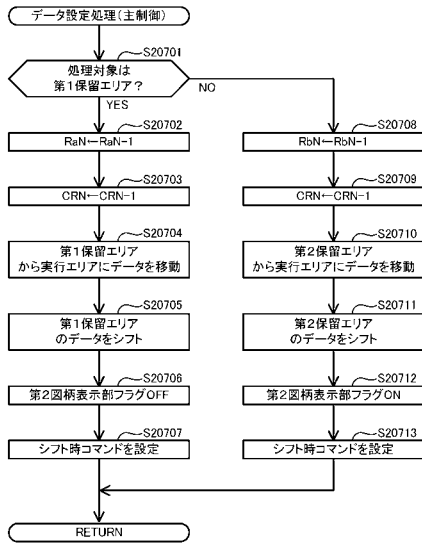 データ設定処理(主制御)
S20701
処理対象は
第1保留エリア?
YES
NO
S20702
RaN←RaN-1
S20703
CRN←CRN-1
S20704
第1保留エリア
から実行エリアにデータを移動
S20705
第1保留エリア
のデータをシフト
S20706
第2図柄表示部フラグOFF
S20707
シフト時コマンドを設定
S20708
RbN←RbN-1
S20709
CRN←CRN-1
S20710
第2保留エリア
から実行エリアにデータを移動
S20711
第2保留エリア
のデータをシフト
S20712
第2図柄表示部フラグON
S20713
シフト時コマンドを設定
RETURN